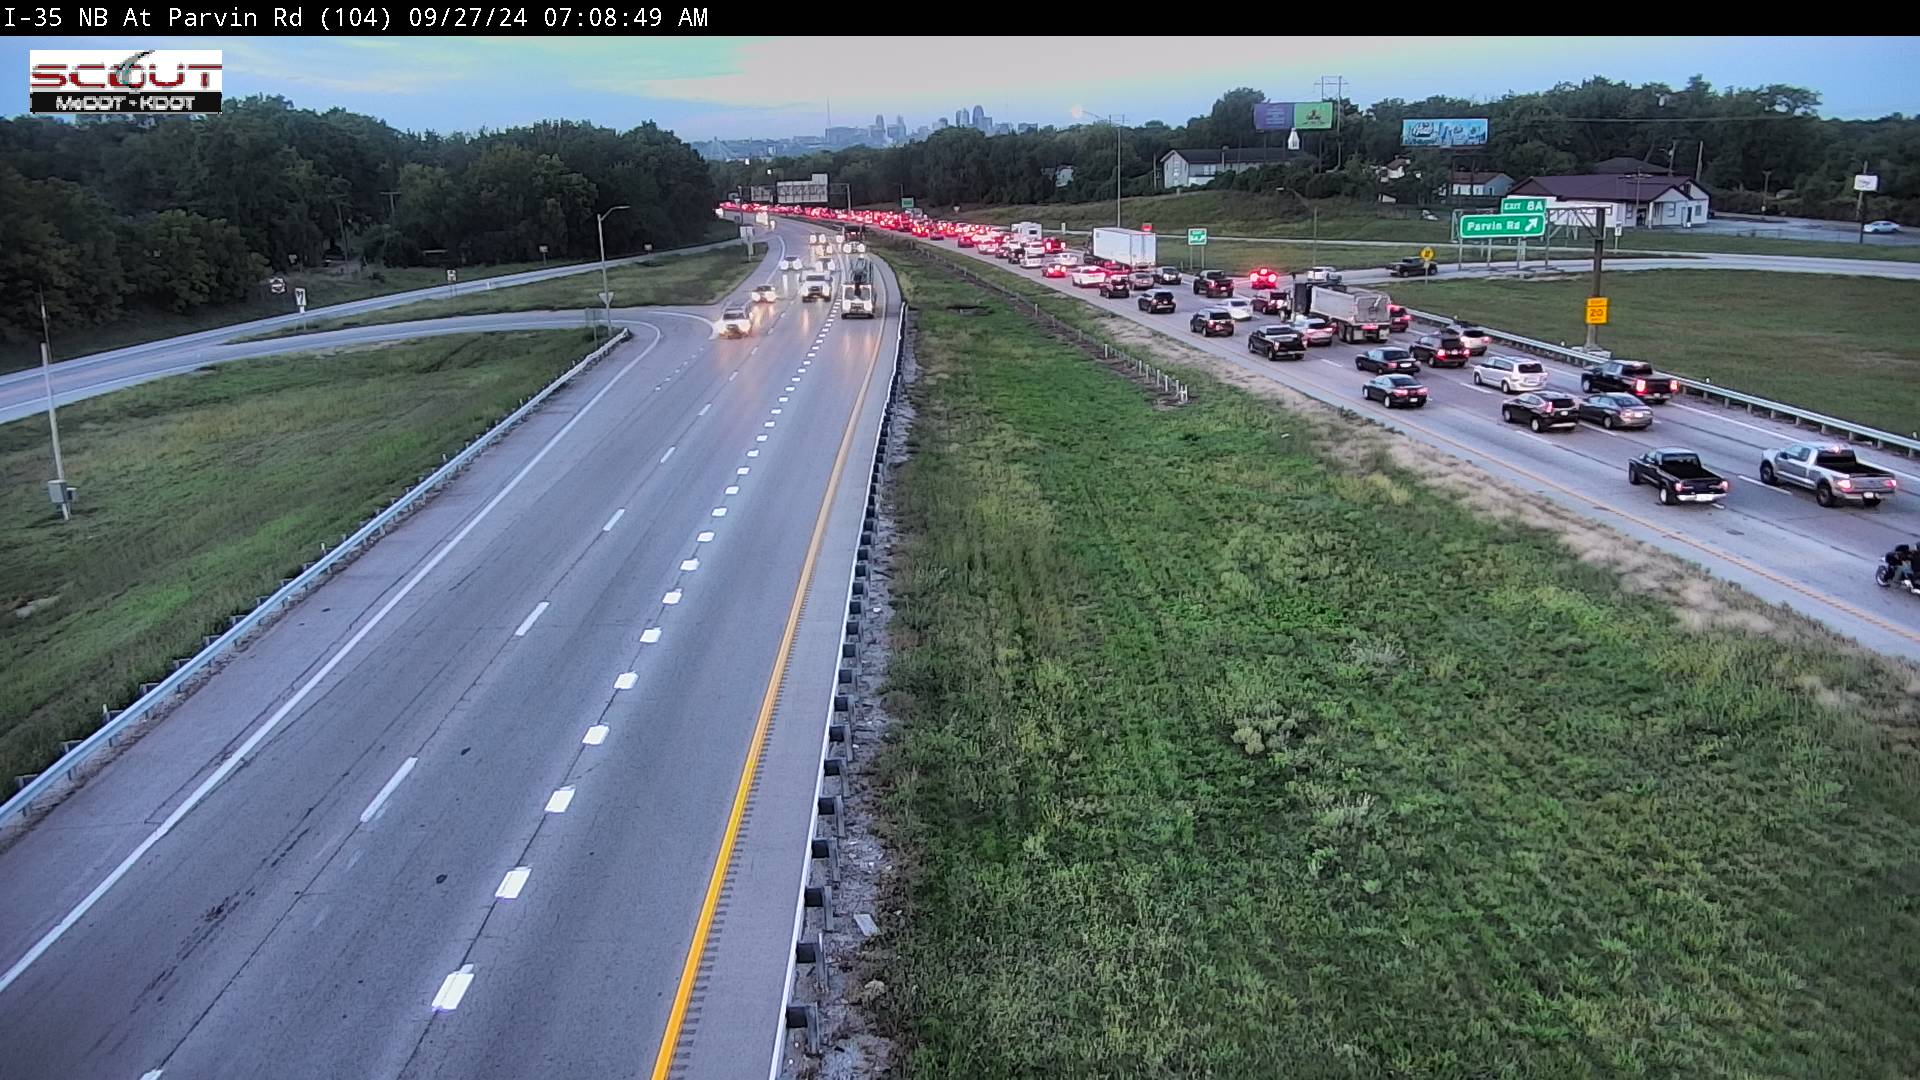 I-35 NB At Parvin Rd (104) 09/27/24 07:08:49 AM
SCOUT
MoDOT - KDOT
EXIT 8A
Parvin Rd
20